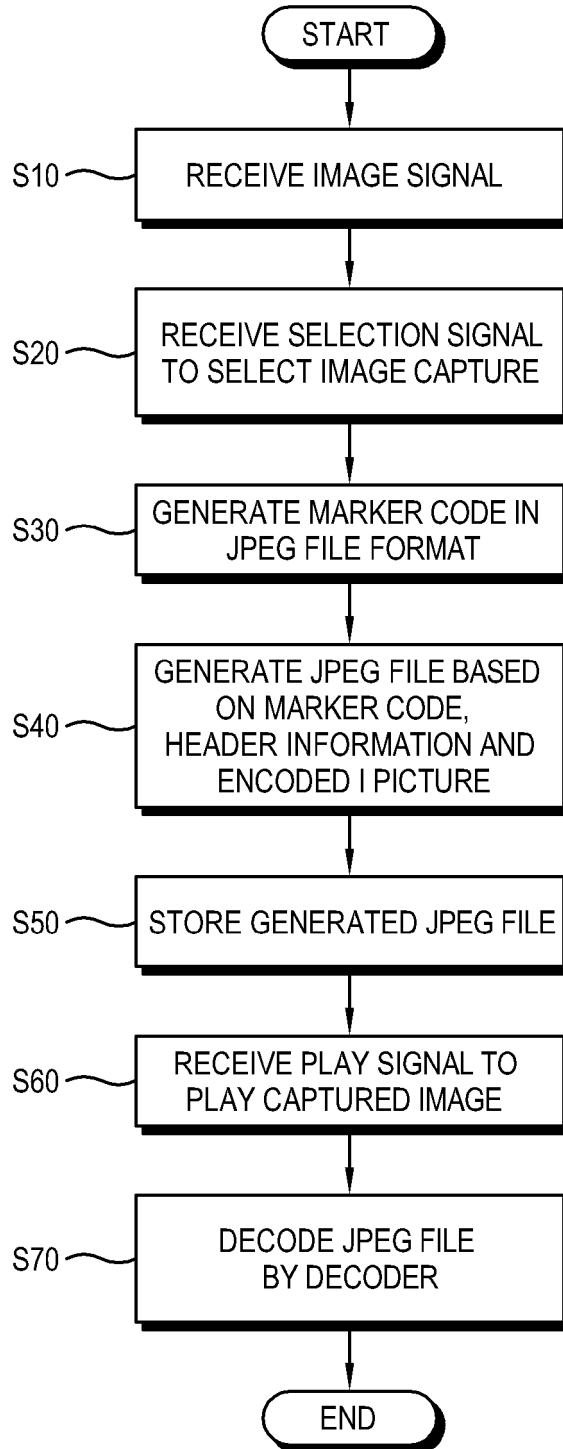 START
S10
RECEIVE IMAGE SIGNAL
S20
RECEIVE SELECTION SIGNAL
TO SELECT IMAGE CAPTURE
S30
GENERATE MARKER CODE IN
JPEG FILE FORMAT
S40
GENERATE JPEG FILE BASED
ON MARKER CODE,
HEADER INFORMATION AND
ENCODED I PICTURE
S50
STORE GENERATED JPEG FILE
S60
RECEIVE PLAY SIGNAL TO
PLAY CAPTURED IMAGE
S70
DECODE JPEG FILE
BY DECODER
END